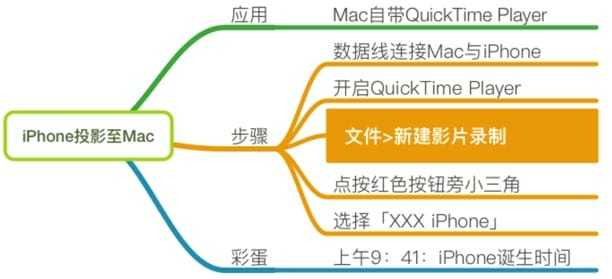 iPhone投影至Mac
应用
Mac自带QuickTime Player
步骤
数据线连接Mac与iPhone
开启QuickTime Player
文件>新建影片录制
点按红色按钮旁小三角
选择「XXX iPhone」
彩蛋
上午9：41：iPhone诞生时间